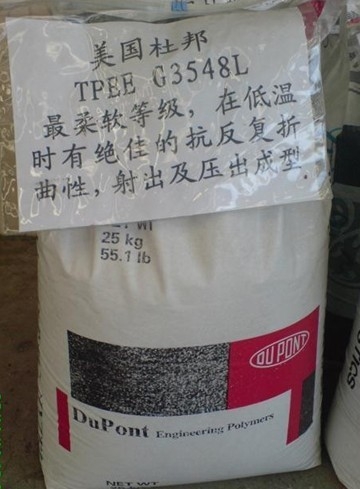 美国杜邦
TPEE G3548L
最柔软等级，在低温
时有绝佳的抗反复折
曲性，射出及压出成型．
25 kg
55.1 lb
DU PONT
DuPont Engineering Polymers
NET WT